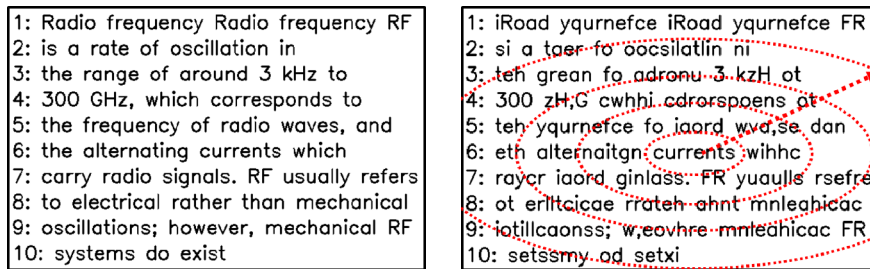 1: Radio frequency Radio frequency RF
2: is a rate of oscillation in
3: the range of around 3 kHz to
4: 300 GHz, which corresponds to
5: the frequency of radio waves, and
6: the alternating currents which
7: carry radio signals. RF usually refers
8: to electrical rather than mechanical
9: oscillations; however, mechanical RF
10: systems do exist
1: iRoad yqurnefce iRoad yqurnefce FR
2: si a taer fo oocsilatlin ni
3: teh grean fo adronu 3 kzH ot
4: 300 zH,G cwhhi cdrorspoens ot
5: teh yqurnefce fo iaord wva,se dan
6: eth alternaitgn currents wihhc
7: raycr iaord ginlass. FR yuaulls rsefre
8: ot erlltcicae rrateh ahnt mnleahicac
9: iotillcaonss; w,eovhre mnleahicac FR
10: setssmy od setxi